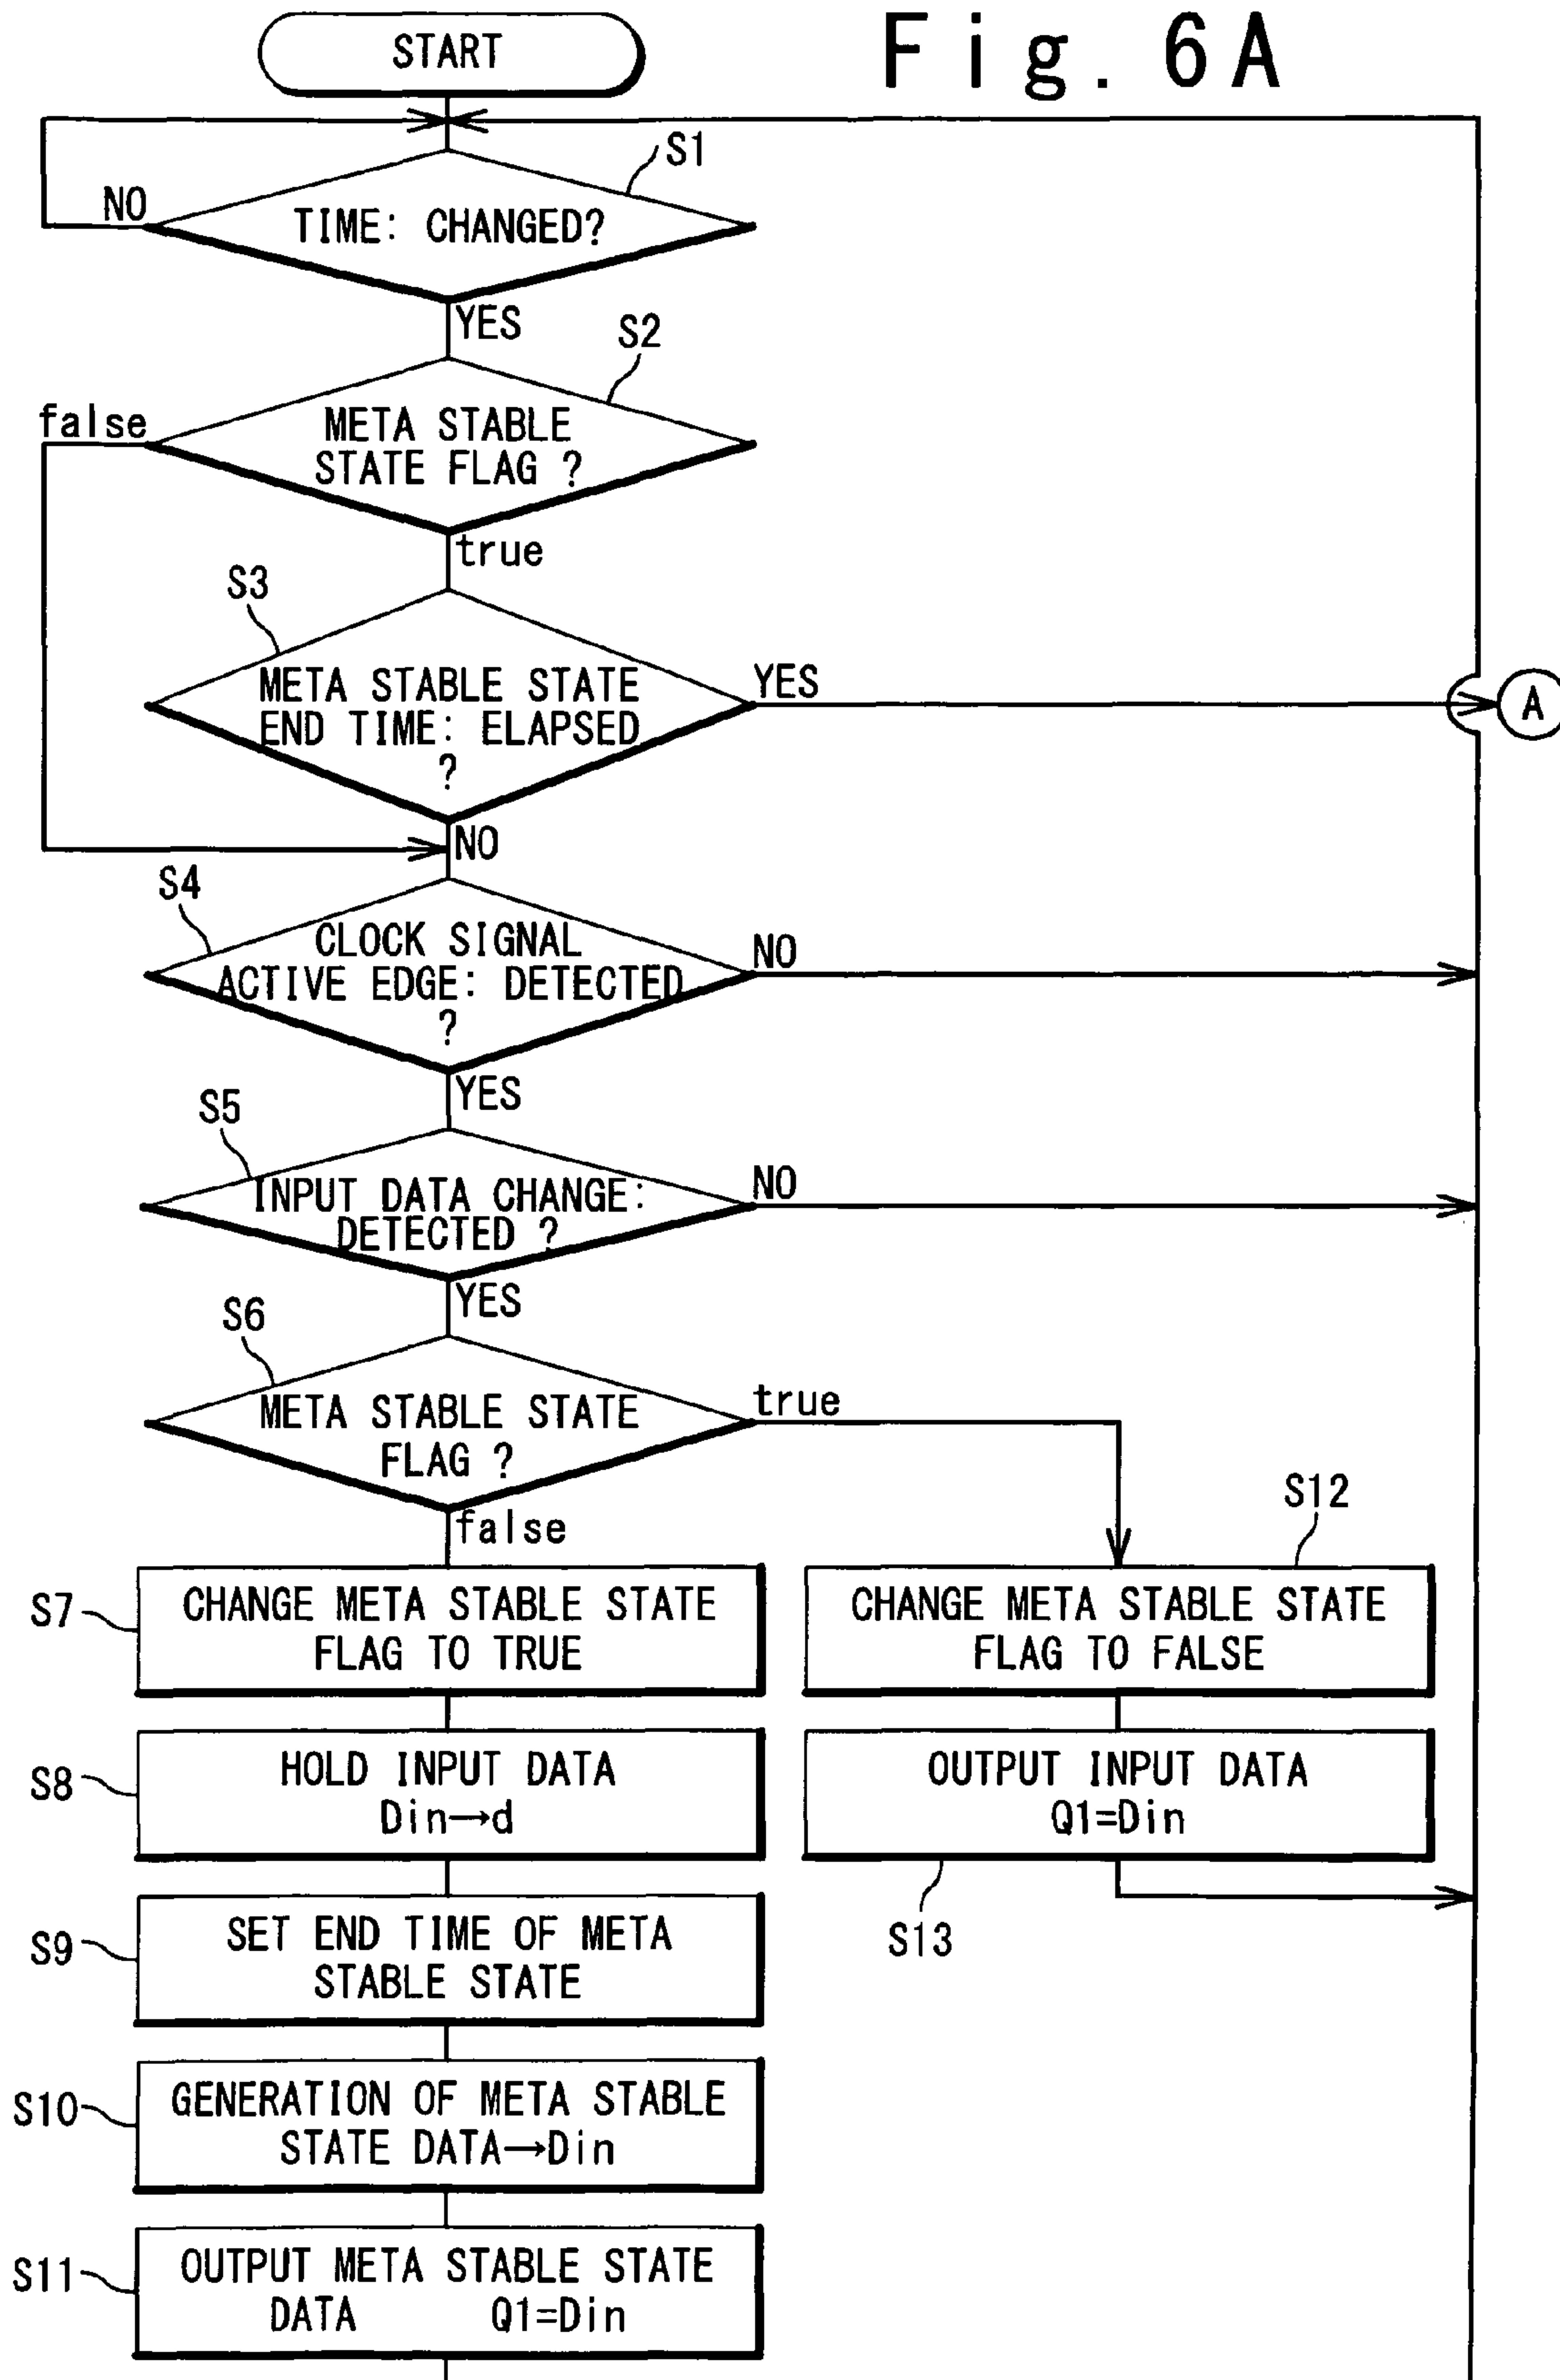 Fig. 6A
START
S1
NO
TIME: CHANGED?
YES
S2
false
META STABLE
STATE FLAG ?
true
S3
META STABLE STATE
END TIME: ELAPSED
?
YES
A
NO
S4
CLOCK SIGNAL
ACTIVE EDGE: DETECTED
?
NO
YES
S5
INPUT DATA CHANGE:
DETECTED ?
NO
YES
S6
META STABLE STATE
FLAG ?
true
false
S12
S7
CHANGE META STABLE STATE
FLAG TO TRUE
CHANGE META STABLE STATE
FLAG TO FALSE
S8
HOLD INPUT DATA
Din→d
OUTPUT INPUT DATA
Q1=Din
S13
S9
SET END TIME OF META
STABLE STATE
S10
GENERATION OF META STABLE
STATE DATA→Din
S11
OUTPUT META STABLE STATE
DATA Q1=Din